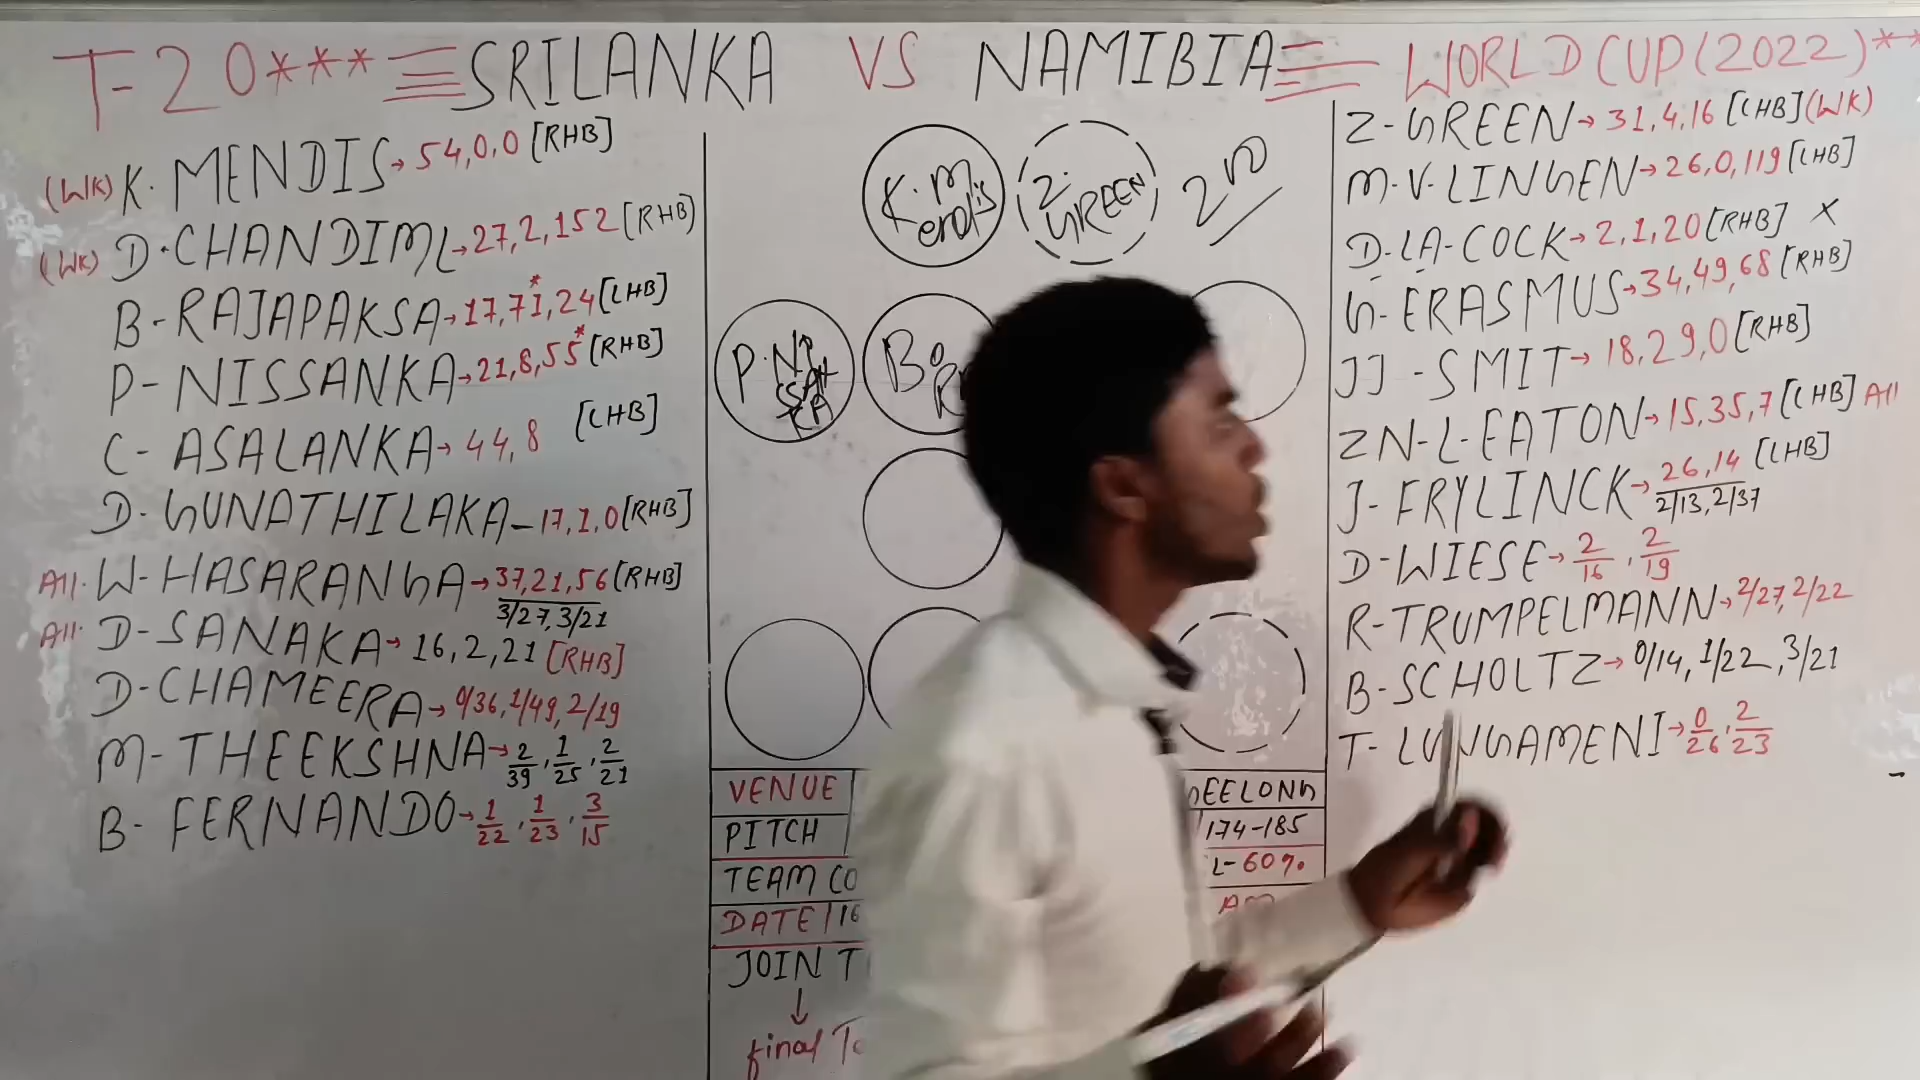 T-20*** SRILANKA VS NAMIBIA WORLD CUP (2022)**
(WK) K. MENDIS→54,0,0 [RHB]
(WK) D. CHANDIML→27,2,152 [RHB]
B-RAJAPAKSA→17,71*,24 [LHB]
P-NISSANKA→21,8,55* [RHB]
C-ASALANKA→44,8 [LHB]
D-GUNATHILAKA-17,1,0 [RHB]
All. W-HASARANGA→37,21,56 [RHB]
3/27,3/21
All. D-SANAKA→16,2,21 [RHB]
D-CHAMEERA→0/36,1/49,2/19
M-THEEKSHNA→2/39,1/25,2/21
B-FERNANDO→1/22,1/23,3/15
K.Mendis
Z.GREEN
2ND
P.NISSANKA
B.R
VENUE
GEELONG
PITCH
174-185
TEAM CO
L-60%
DATE/16
JOIN T
↓
final
Z-GREEN→31,4,16 [LHB] (WK)
M.V.LINGEN→26,0,119 [LHB]
D-LA-COCK→2,1,20 [RHB] X
G-ERASMUS→34,49,68 [RHB]
JJ-SMIT→18,29,0 [RHB]
ZN-L-EATON→15,35,7 [LHB] All
J-FRYLINCK→26,14 [LHB]
2/13,2/37
D-WIESE→2/16,2/19
R-TRUMPELMANN→2/27,2/22
B-SCHOLTZ→0/14,1/22,3/21
T-LUNGAMENI→0/26,2/23